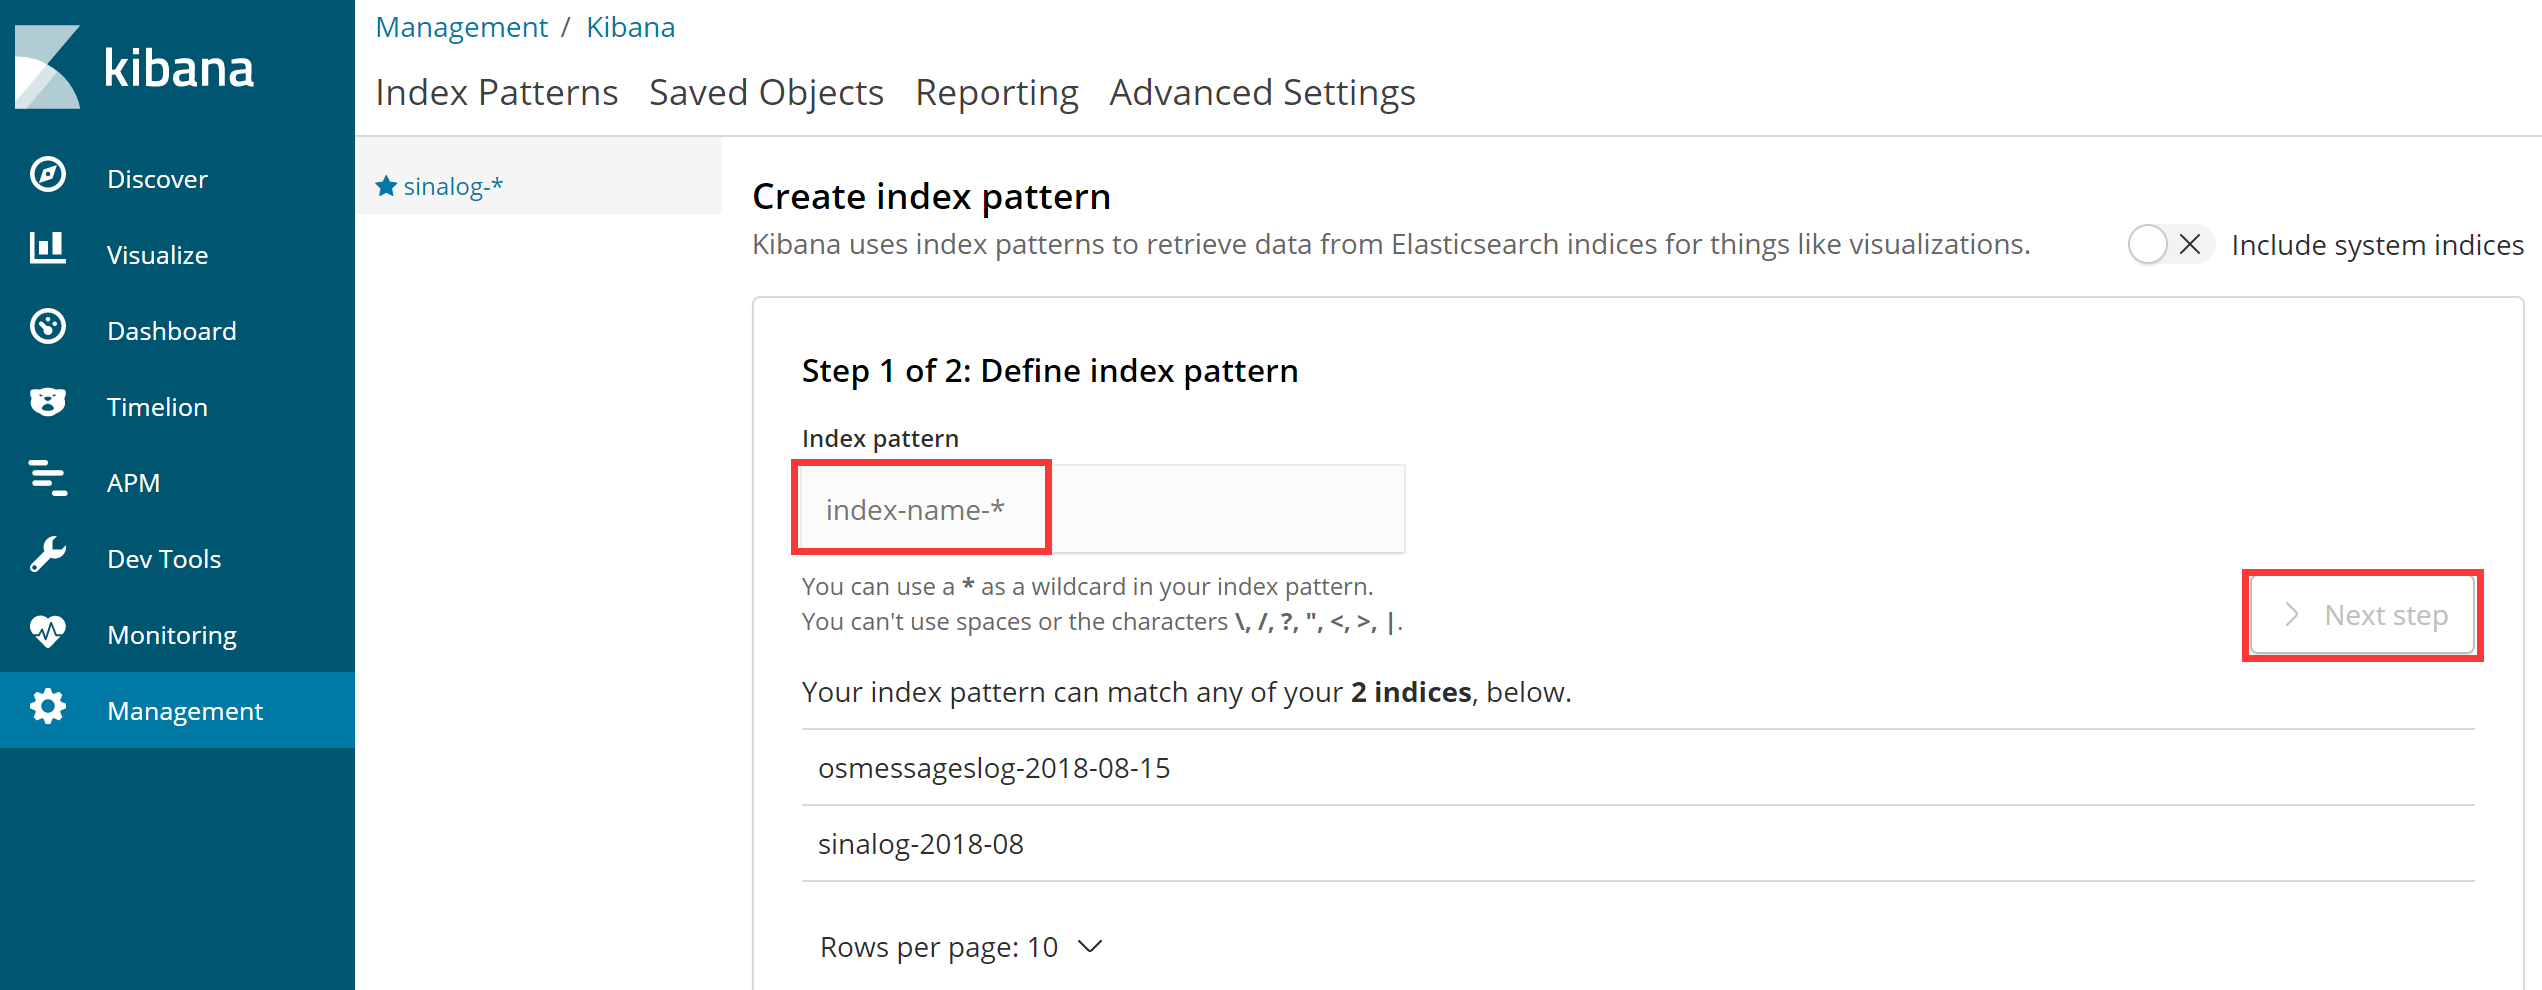 kibana
Discover
Visualize
Dashboard
Timelion
APM
Dev Tools
Monitoring
Management
Management / Kibana
Index Patterns Saved Objects Reporting Advanced Settings
sinalog-*
Create index pattern
Kibana uses index patterns to retrieve data from Elasticsearch indices for things like visualizations.
Include system indices
Step 1 of 2: Define index pattern
Index pattern
index-name-*
You can use a * as a wildcard in your index pattern.
You can't use spaces or the characters \, /, ?, ", <, >, |.
Next step
Your index pattern can match any of your 2 indices, below.
osmessageslog-2018-08-15
sinalog-2018-08
Rows per page: 10